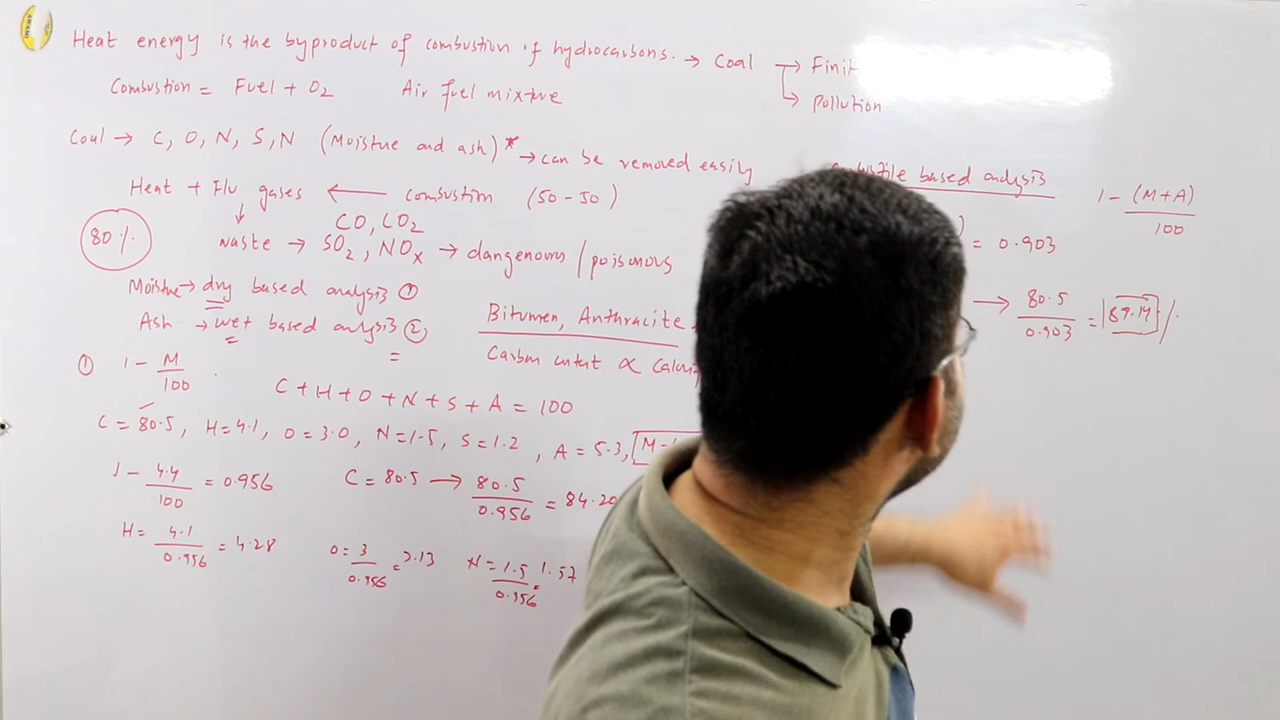 Heat energy is the byproduct of combustion of hydrocarbons. → Coal → Finit
→ pollution
Combustion = Fuel + O₂ Air fuel mixture
Coal → C, O, N, S, N (Moisture and ash)* → can be removed easily
Heat + Flu gases ← combustion (50-50)
CO, CO₂
80%
waste → SO₂, NOx → dangenous / poisonous
Moisture → dry based analysis ①
Ash → wet based anlysis ②
Bitumen, Anthracite
Carbon cntent ∝ Calori
① 1 - M/100
C + H + O + N + S + A = 100
C = 80.5, H = 4.1, O = 3.0, N = 1.5, S = 1.2, A = 5.3,
1 - 4.4/100 = 0.956 C = 80.5 → 80.5/0.956 = 84.20
H = 4.1/0.956 = 4.28 O = 3/0.956 = 3.13 N = 1.5/0.956 = 1.57
based anlysis
1 - (M+A)/100
= 0.903
→ 80.5/0.903 = 89.14 %